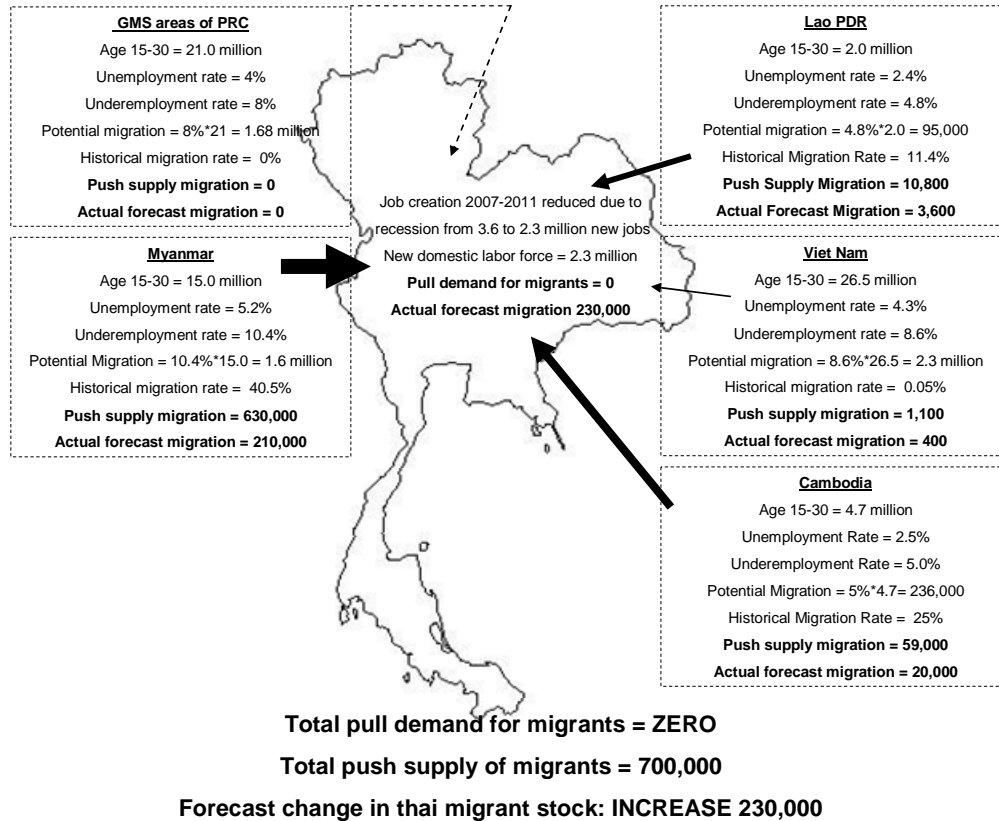 GMS areas of PRC
Age 15-30 = 21.0 million
Unemployment rate = 4%
Underemployment rate = 8%
Potential migration = 8%*21 = 1.68 million
Historical migration rate = 0%
Push supply migration = 0
Actual forecast migration = 0
Myanmar
Age 15-30 = 15.0 million
Unemployment rate = 5.2%
Underemployment rate = 10.4%
Potential Migration = 10.4%*15.0 = 1.6 million
Historical migration rate = 40.5%
Push supply migration = 630,000
Actual forecast migration = 210,000
Job creation 2007-2011 reduced due to
recession from 3.6 to 2.3 million new jobs
New domestic labor force = 2.3 million
Pull demand for migrants = 0
Actual forecast migration 230,000
Lao PDR
Age 15-30 = 2.0 million
Unemployment rate = 2.4%
Underemployment rate = 4.8%
Potential migration = 4.8%*2.0 = 95,000
Historical Migration Rate = 11.4%
Push Supply Migration = 10,800
Actual Forecast Migration = 3,600
Viet Nam
Age 15-30 = 26.5 million
Unemployment rate = 4.3%
Underemployment rate = 8.6%
Potential migration = 8.6%*26.5 = 2.3 million
Historical migration rate = 0.05%
Push supply migration = 1,100
Actual forecast migration = 400
Cambodia
Age 15-30 = 4.7 million
Unemployment Rate = 2.5%
Underemployment Rate = 5.0%
Potential Migration = 5%*4.7= 236,000
Historical Migration Rate = 25%
Push supply migration = 59,000
Actual forecast migration = 20,000
Total pull demand for migrants = ZERO
Total push supply of migrants = 700,000
Forecast change in thai migrant stock: INCREASE 230,000